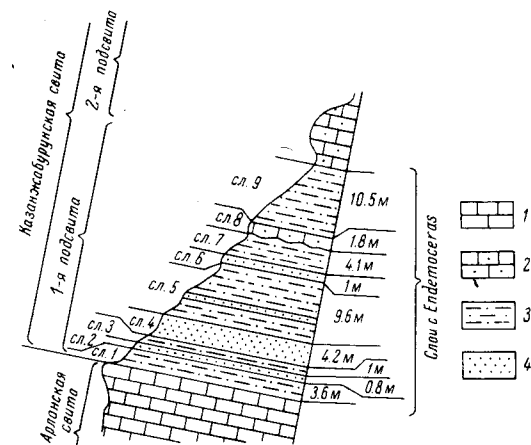 Казанжабурунская свита
2-я подсвита
1-я подсвита
Арланская
свита
сл. 9
сл. 8
сл. 7
сл. 6
сл. 5
сл. 4
сл. 3
сл. 2
сл. 1
10.5 м
1.8 м
4.1 м
1 м
9.6 м
4.2 м
1 м
0.8 м
3.6 м
Слои с Endemoceras
1
2
3
4